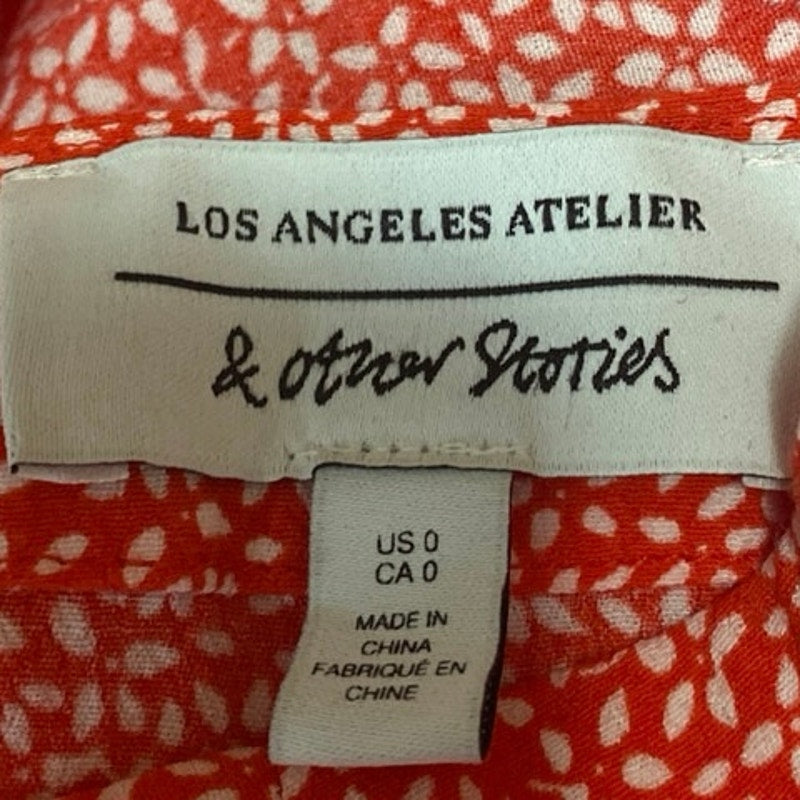 LOS ANGELES ATELIER
& other Stories
US 0
CA 0
MADE IN
CHINA
FABRIQUÉ EN
CHINE